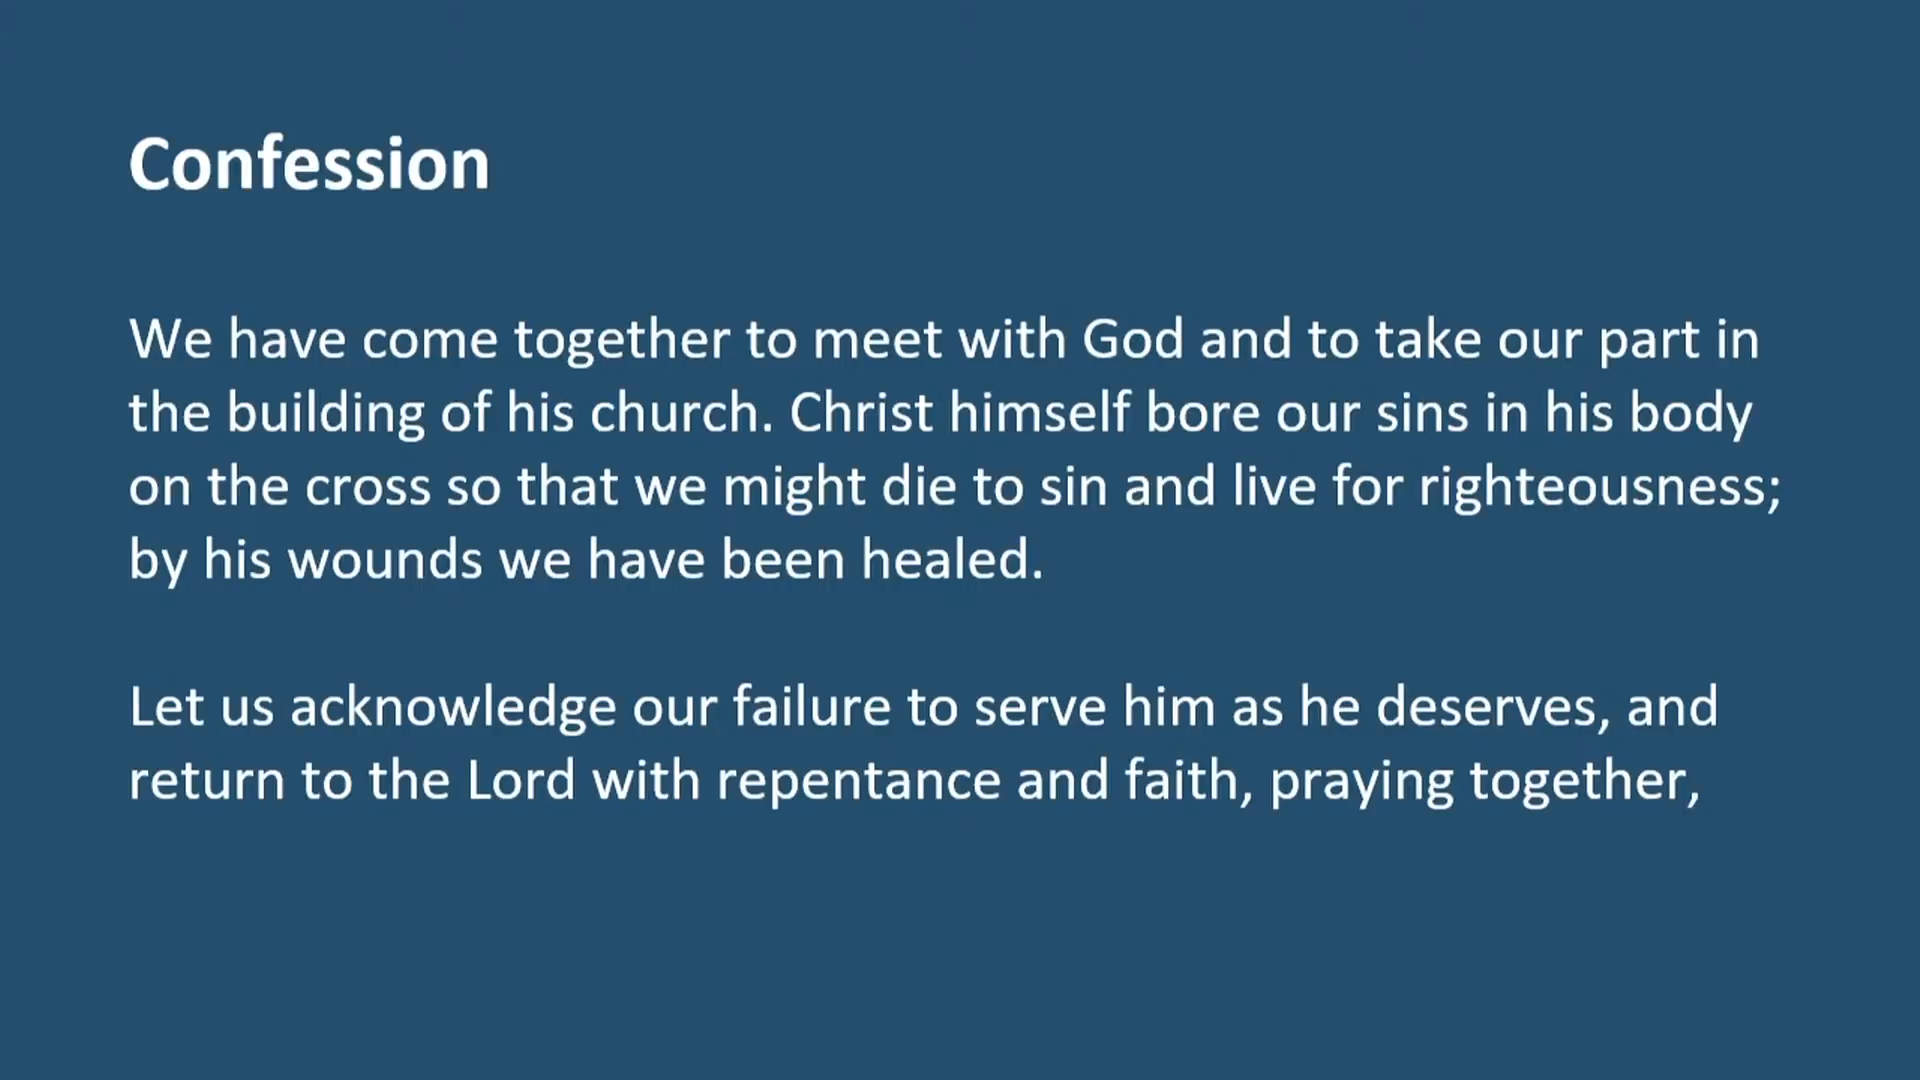 Confession
We have come together to meet with God and to take our part in
the building of his church. Christ himself bore our sins in his body
on the cross so that we might die to sin and live for righteousness;
by his wounds we have been healed.
Let us acknowledge our failure to serve him as he deserves, and
return to the Lord with repentance and faith, praying together,